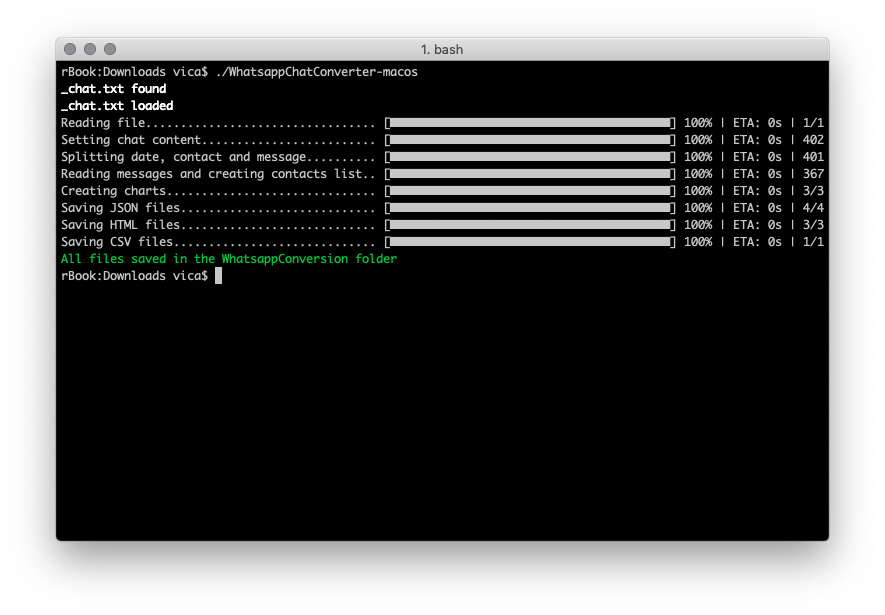 1. bash
rBook:Downloads vica$ ./WhatsappChatConverter-macos
_chat.txt found
_chat.txt loaded
Reading file................................. [] 100% | ETA: 0s | 1/1
Setting chat content......................... [] 100% | ETA: 0s | 402
Splitting date, contact and message.......... [] 100% | ETA: 0s | 401
Reading messages and creating contacts list.. [] 100% | ETA: 0s | 367
Creating charts.............................. [] 100% | ETA: 0s | 3/3
Saving JSON files............................ [] 100% | ETA: 0s | 4/4
Saving HTML files............................ [] 100% | ETA: 0s | 3/3
Saving CSV files............................. [] 100% | ETA: 0s | 1/1
All files saved in the WhatsappConversion folder
rBook:Downloads vica$